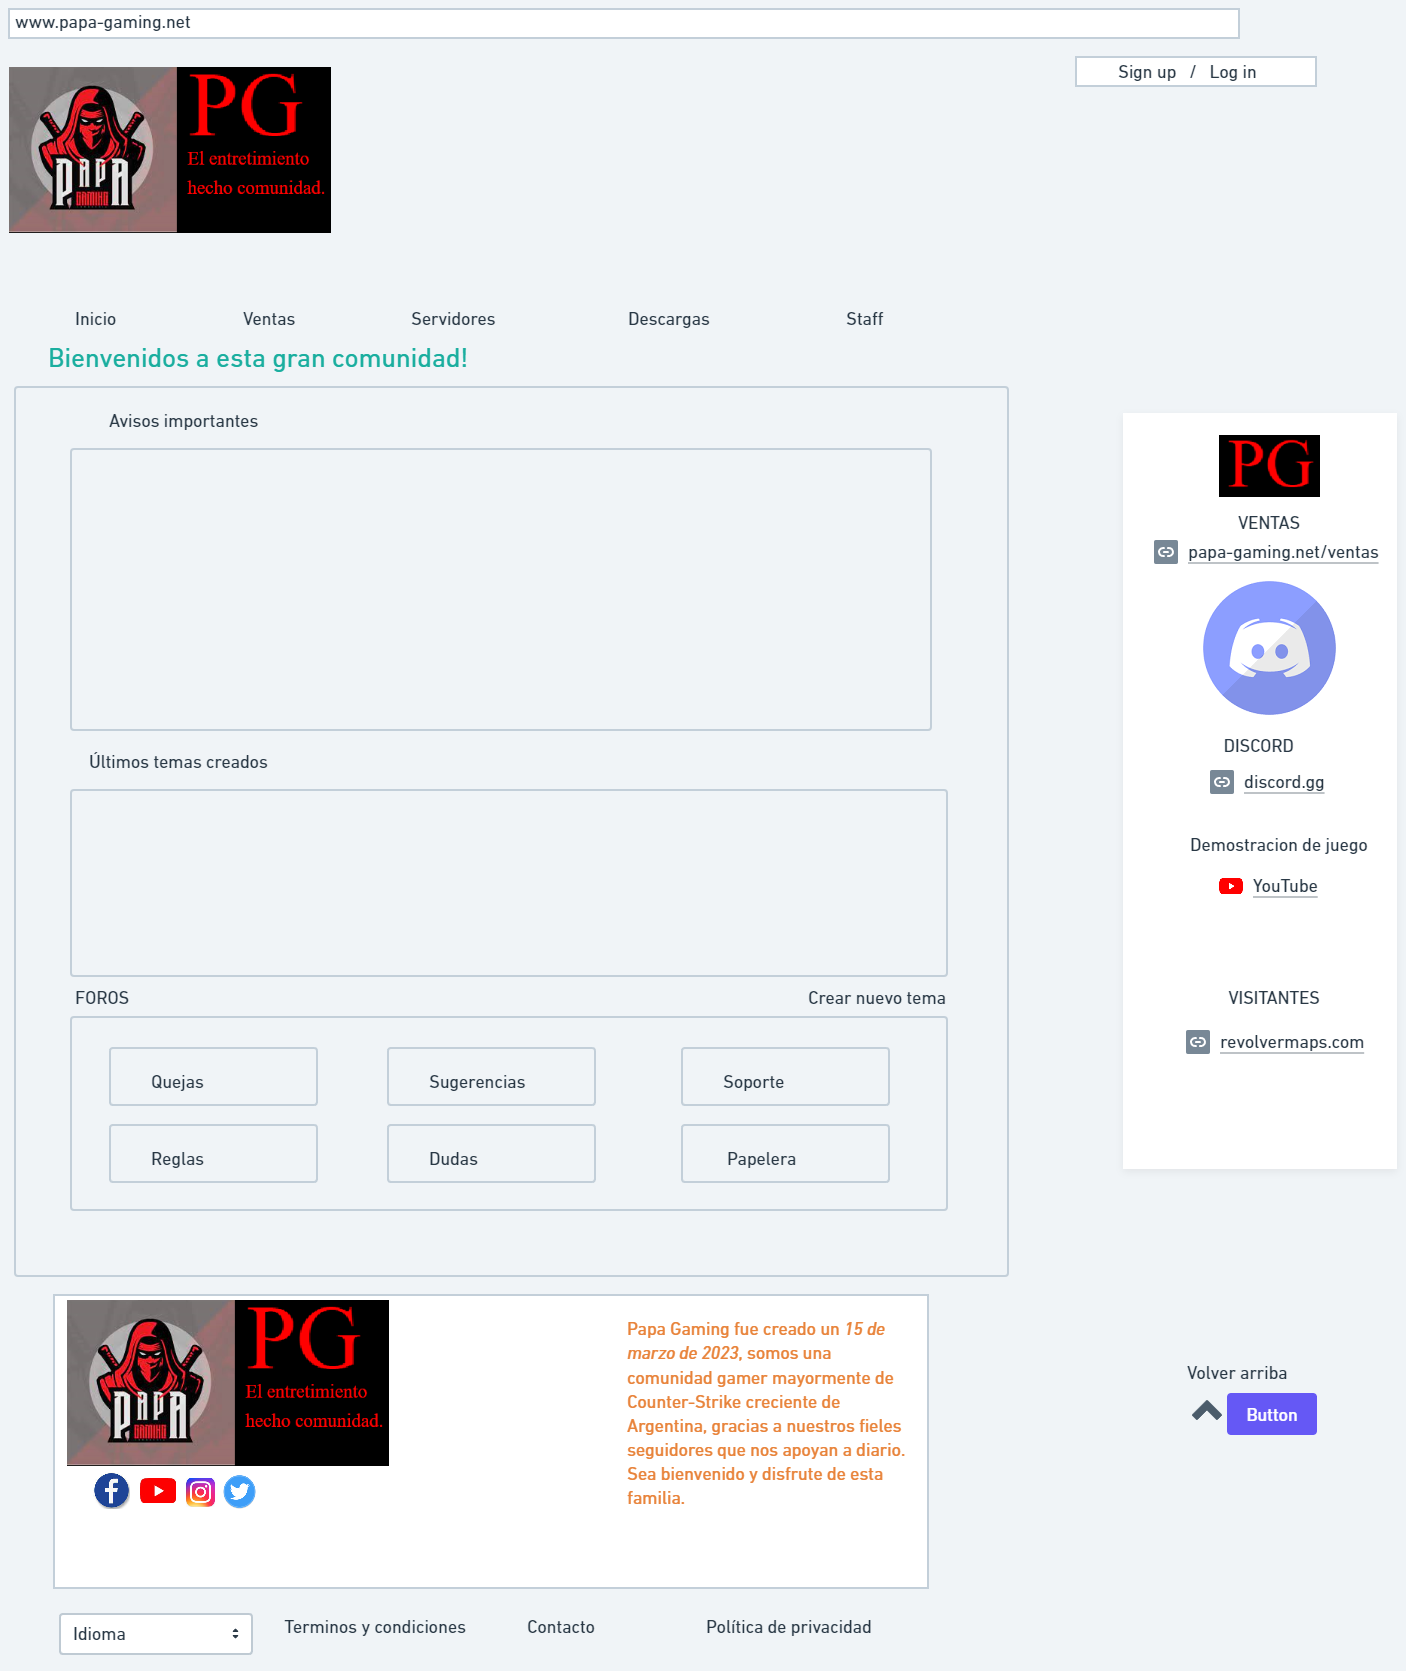 www.papa-gaming.net
Sign up / Log in
PAPA
GAMING
PG
El entretimiento
hecho comunidad.
Inicio
Ventas
Servidores
Descargas
Staff
Bienvenidos a esta gran comunidad!
Avisos importantes
Últimos temas creados
FOROS
Crear nuevo tema
Quejas
Sugerencias
Soporte
Reglas
Dudas
Papelera
PG
VENTAS
papa-gaming.net/ventas
DISCORD
discord.gg
Demostracion de juego
YouTube
VISITANTES
revolvermaps.com
PAPA
GAMING
PG
El entretimiento
hecho comunidad.
Papa Gaming fue creado un 15 de
marzo de 2023, somos una
comunidad gamer mayormente de
Counter-Strike creciente de
Argentina, gracias a nuestros fieles
seguidores que nos apoyan a diario.
Sea bienvenido y disfrute de esta
familia.
Volver arriba
Button
Idioma
Terminos y condiciones
Contacto
Política de privacidad